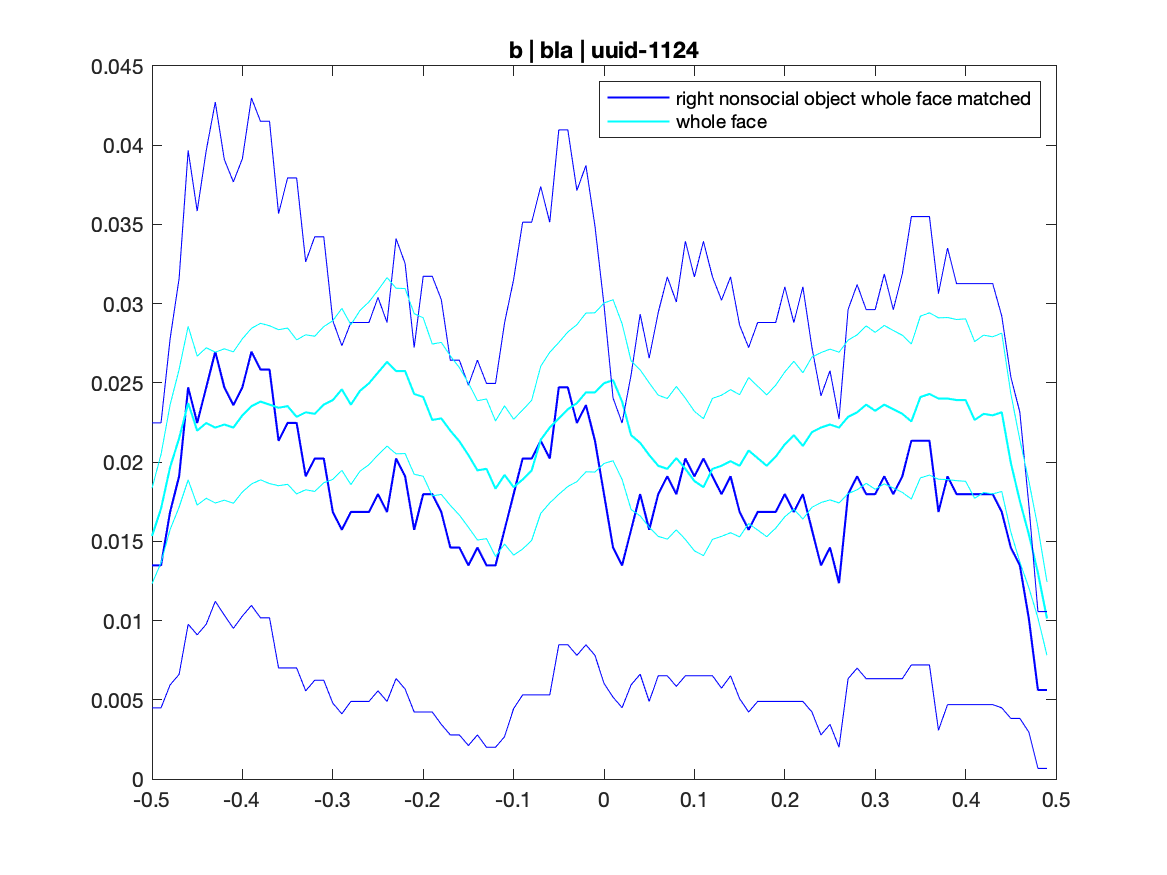 b | bla | uuid-1124
0.045
0.04
0.035
0.03
0.025
0.02
0.015
0.01
0.005
0
right nonsocial object whole face matched
whole face
-0.5 -0.4 -0.3 -0.2 -0.1 0 0.1 0.2 0.3 0.4 0.5